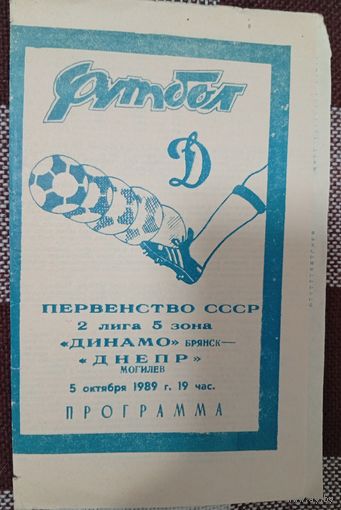 Футбол
Д
ПЕРВЕНСТВО СССР
2 лига 5 зона
«ДИНАМО» БРЯНСК—
«ДНЕПР»
МОГИЛЕВ
5 октября 1989 г. 19 час.
ПРОГРАММА